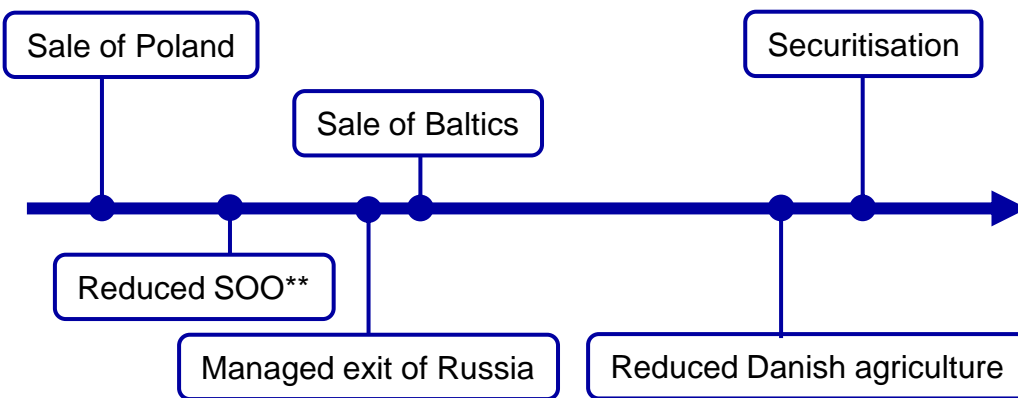 Sale of Poland
Securitisation
Sale of Baltics
Reduced SOO**
Managed exit of Russia
Reduced Danish agriculture